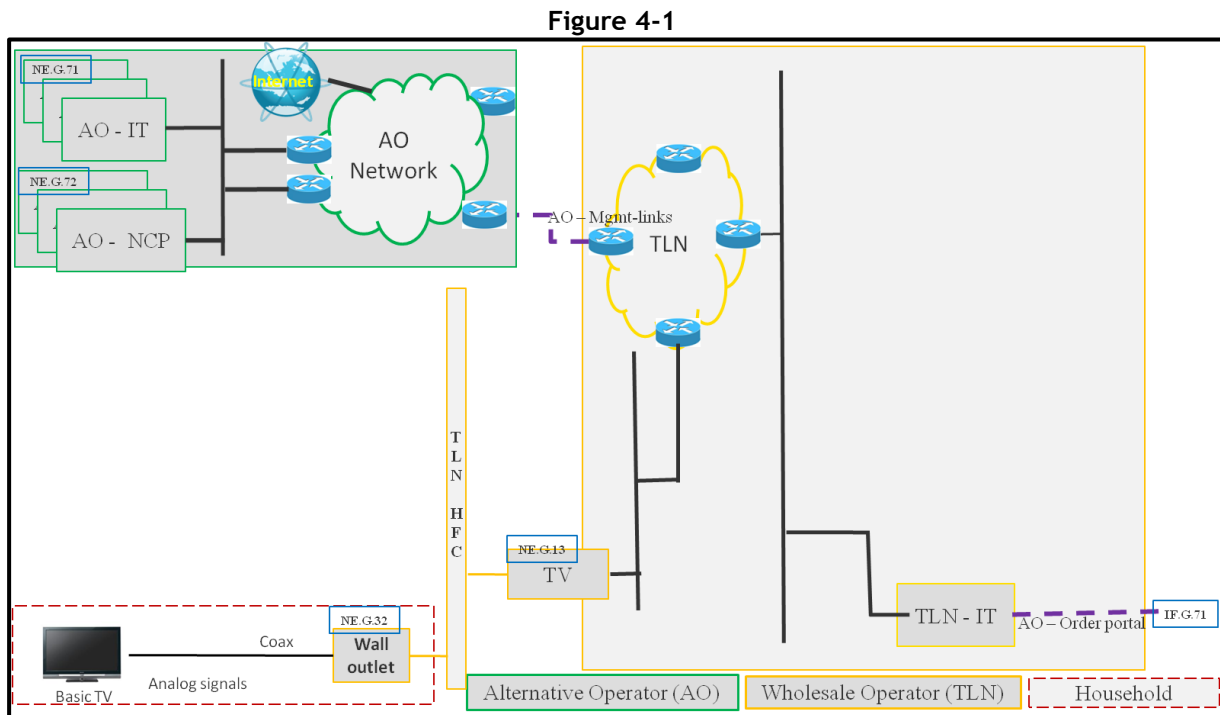 Figure 4-1
NE.G.71
AO - IT
Internet
AO
Network
NE.G.72
AO - NCP
AO – Mgmt-links
TLN
T
L
N
H
F
C
NE.G.13
TV
NE.G.32
Wall
outlet
Coax
Analog signals
Basic TV
TLN - IT
AO – Order portal
IF.G.71
Alternative Operator (AO)
Wholesale Operator (TLN)
Household